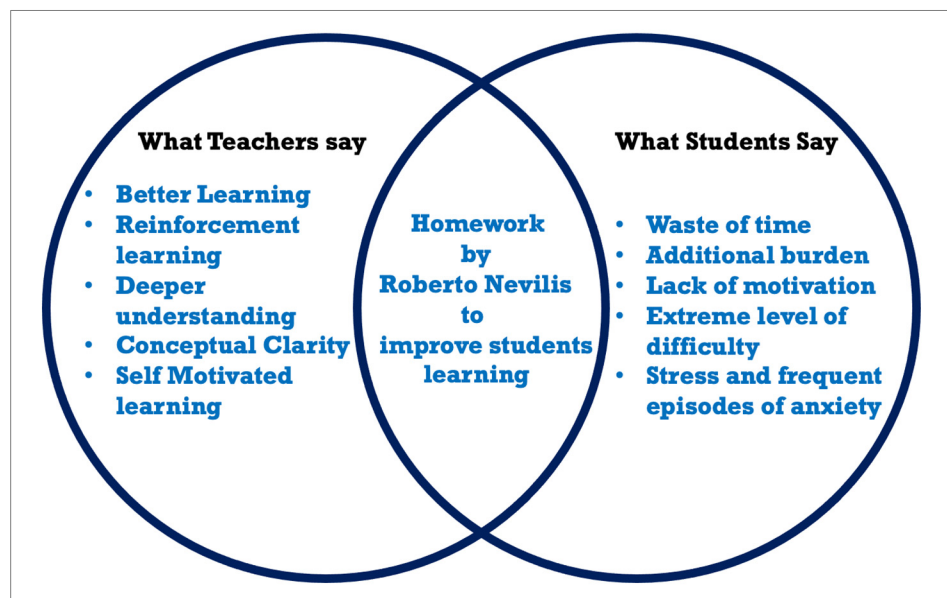 What Teachers say
• Better Learning
• Reinforcement
learning
• Deeper
understanding
• Conceptual Clarity
• Self Motivated
learning
Homework
by
Roberto Nevilis
to
improve students
learning
What Students Say
• Waste of time
• Additional burden
• Lack of motivation
• Extreme level of
difficulty
• Stress and frequent
episodes of anxiety